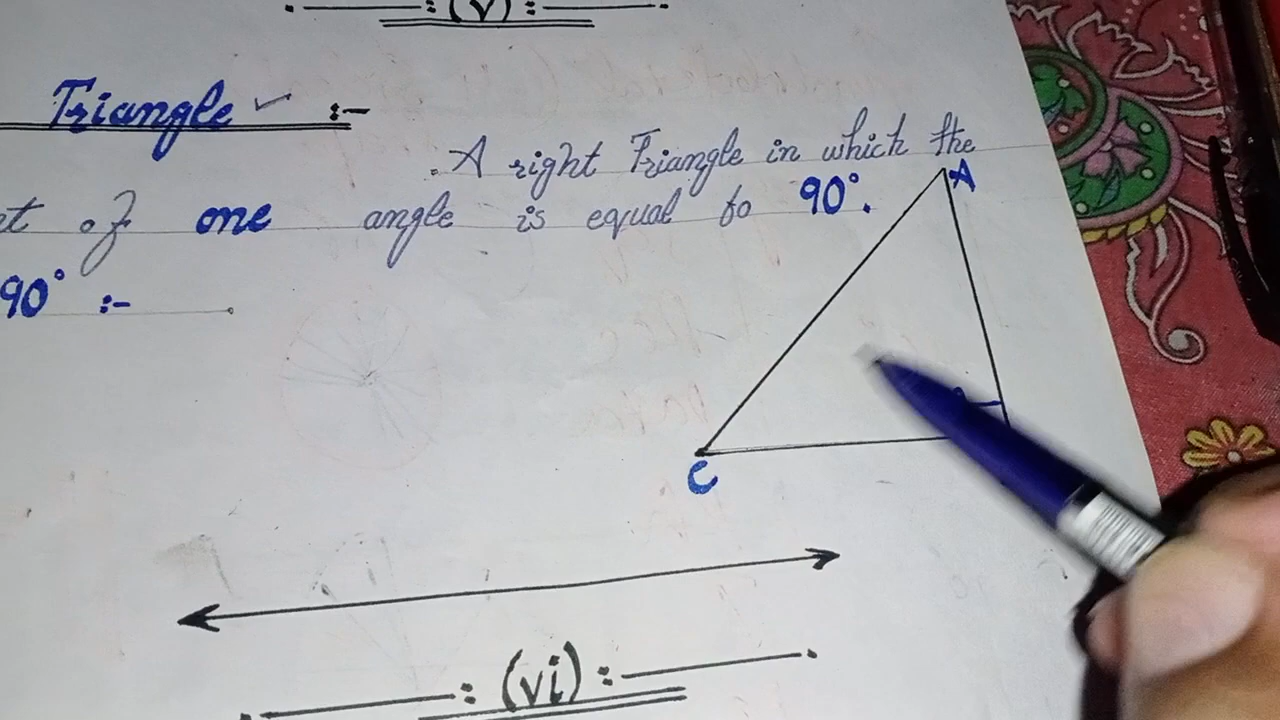 : (v) :
Triangle ✓ :-
A right Triangle in which the
of one angle is equal to 90°.
A
90° :-
C
: (vi) :